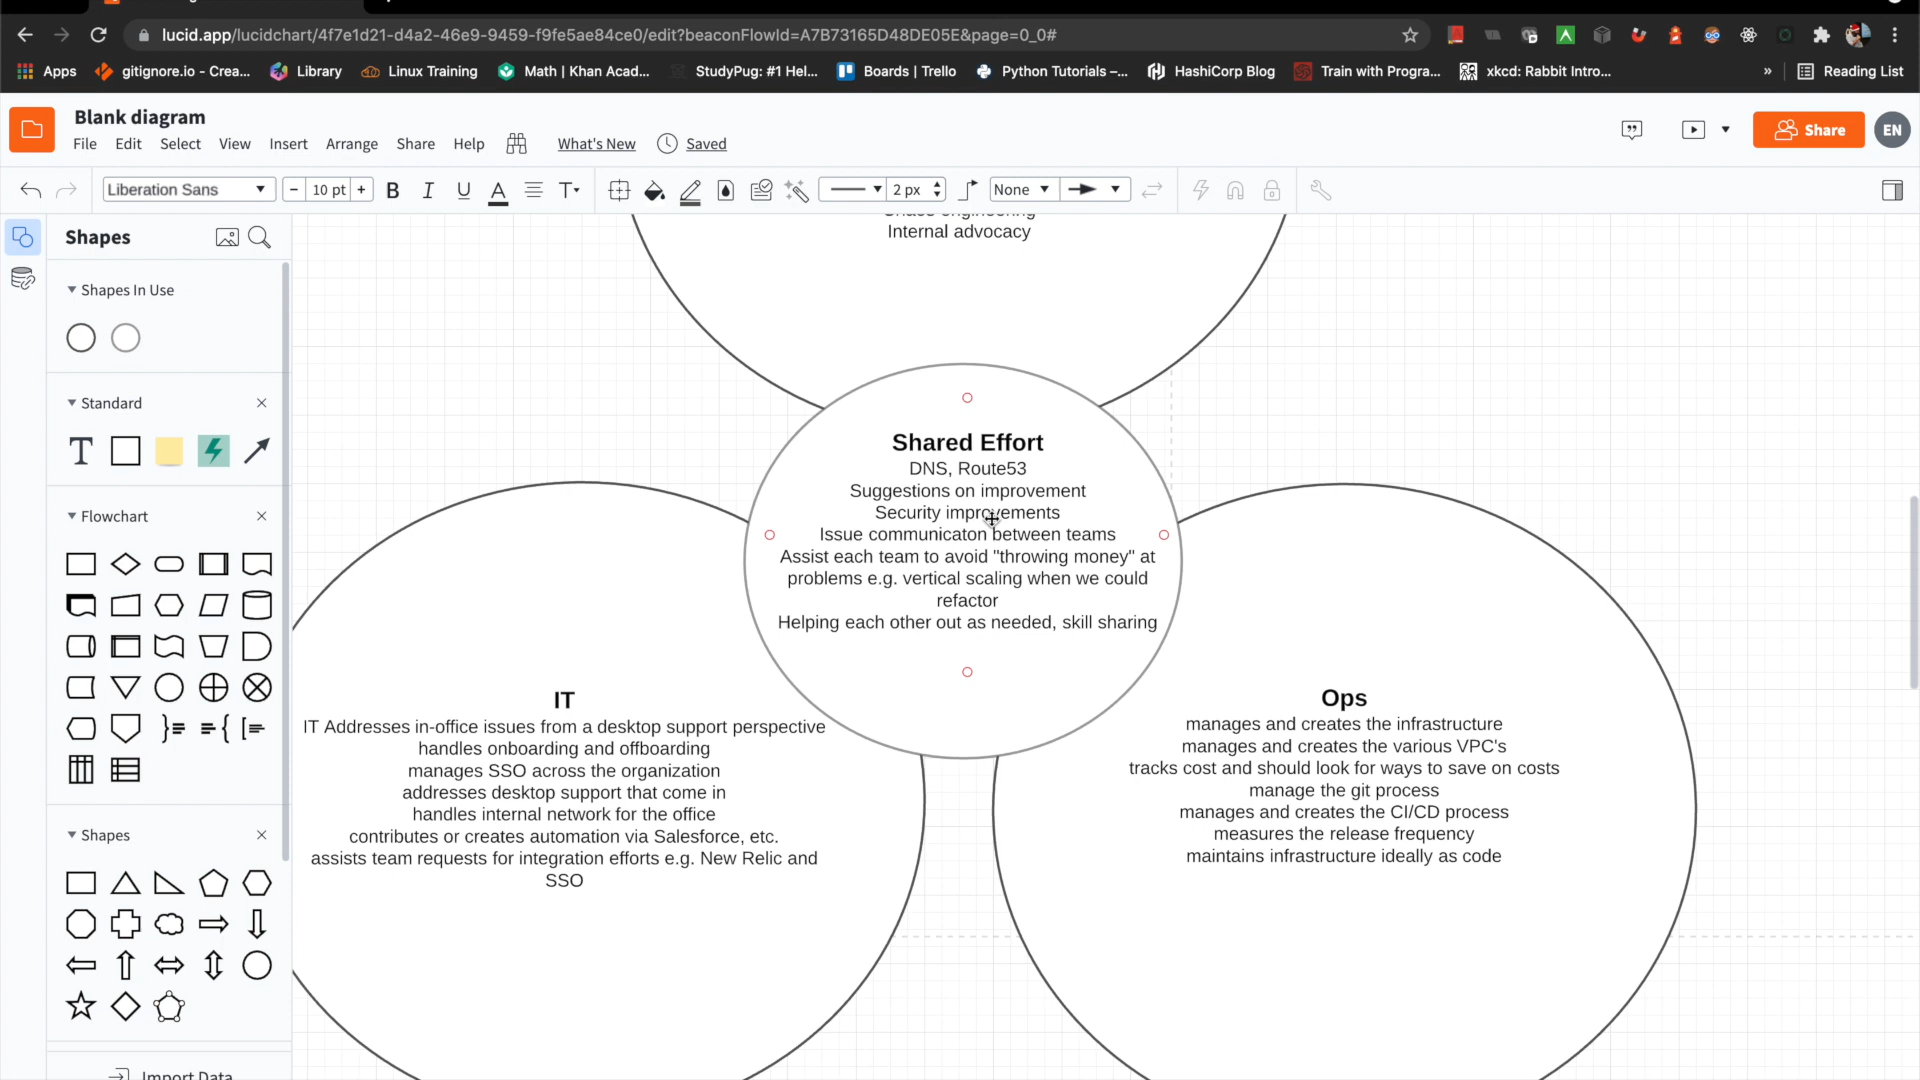 lucid.app/lucidchart/4f7e1d21-d4a2-46e9-9459-f9fe5ae84ce0/edit?beaconFlowId=A7B73165D48DE05E&page=0_0#
Apps
gitignore.io - Crea...
Library
Linux Training
Math | Khan Acad...
StudyPug: #1 Hel...
Boards | Trello
Python Tutorials –...
HashiCorp Blog
Train with Progra...
xkcd: Rabbit Intro...
»
Reading List
Blank diagram
File Edit Select View Insert Arrange Share Help What's New Saved
Share
EN
Liberation Sans
− 10 pt +
B I U A T
2 px
None
Shapes
Shapes In Use
Standard
T
Flowchart
Shapes
Import Data
Chaos engineering
Internal advocacy
Shared Effort
DNS, Route53
Suggestions on improvement
Security improvements
Issue communicaton between teams
Assist each team to avoid "throwing money" at
problems e.g. vertical scaling when we could
refactor
Helping each other out as needed, skill sharing
IT
IT Addresses in-office issues from a desktop support perspective
handles onboarding and offboarding
manages SSO across the organization
addresses desktop support that come in
handles internal network for the office
contributes or creates automation via Salesforce, etc.
assists team requests for integration efforts e.g. New Relic and
SSO
Ops
manages and creates the infrastructure
manages and creates the various VPC's
tracks cost and should look for ways to save on costs
manage the git process
manages and creates the CI/CD process
measures the release frequency
maintains infrastructure ideally as code